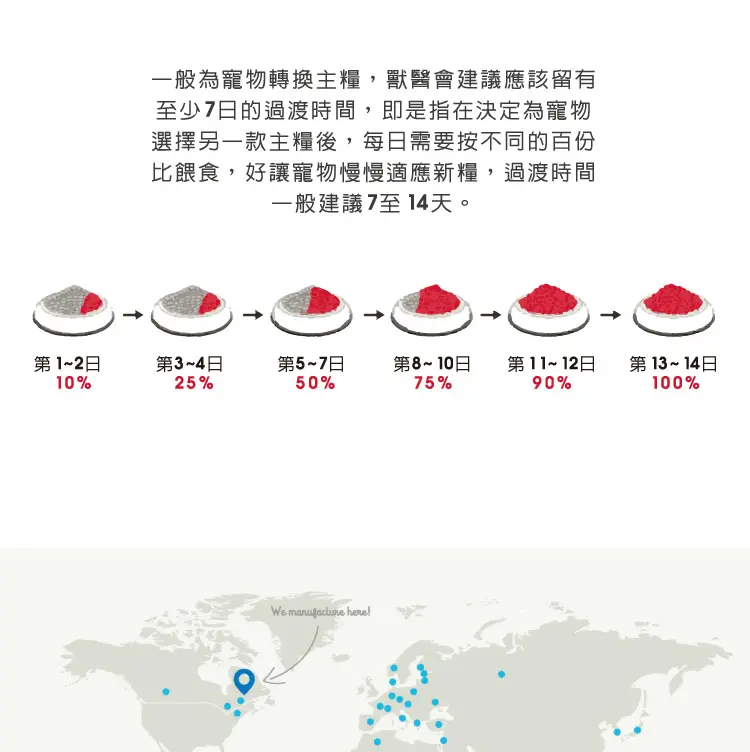 一般為寵物轉換主糧，獸醫會建議應該留有
至少7日的過渡時間，即是指在決定為寵物
選擇另一款主糧後，每日需要按不同的百份
比餵食，好讓寵物慢慢適應新糧，過渡時間
一般建議7至14天。
第1~2日
10%
第3~4日
25%
第5~7日
50%
第8~10日
75%
第11~12日
90%
第13~14日
100%
We manufacture here!